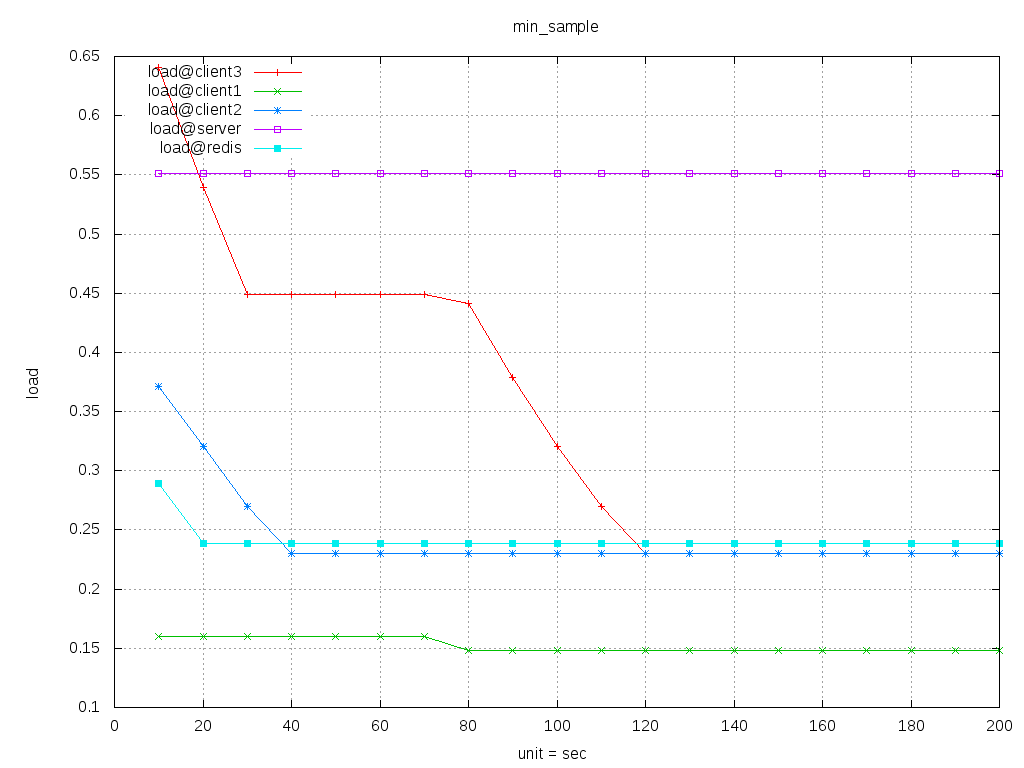 min_sample
0.65
0.6
0.55
0.5
0.45
0.4
0.35
0.3
0.25
0.2
0.15
0.1
load
load@client3
load@client1
load@client2
load@server
load@redis
0 20 40 60 80 100 120 140 160 180 200
unit = sec